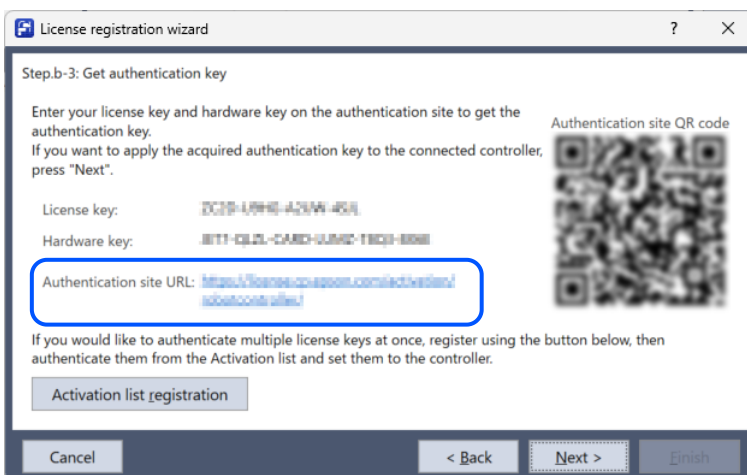 License registration wizard
?
Step.b-3: Get authentication key
Enter your license key and hardware key on the authentication site to get the
authentication key.
If you want to apply the acquired authentication key to the connected controller,
press "Next".
Authentication site QR code
License key:
Hardware key:
Authentication site URL:
If you would like to authenticate multiple license keys at once, register using the button below, then
authenticate them from the Activation list and set them to the controller.
Activation list registration
Cancel
< Back
Next >
Finish